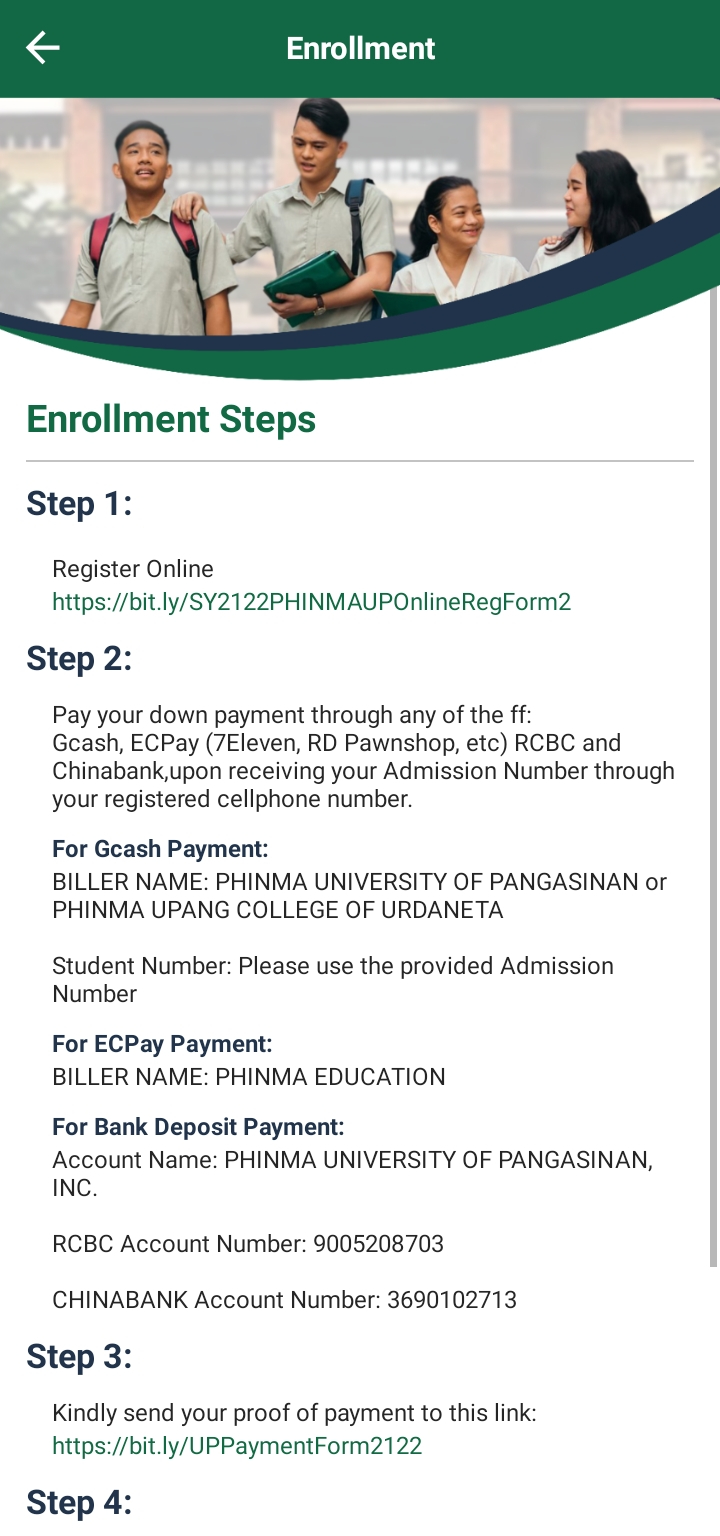 Enrollment
Enrollment Steps
Step 1:
Register Online
https://bit.ly/SY2122PHINMAUPOnlineRegForm2
Step 2:
Pay your down payment through any of the ff:
Gcash, ECPay (7Eleven, RD Pawnshop, etc) RCBC and
Chinabank,upon receiving your Admission Number through
your registered cellphone number.
For Gcash Payment:
BILLER NAME: PHINMA UNIVERSITY OF PANGASINAN or
PHINMA UPANG COLLEGE OF URDANETA
Student Number: Please use the provided Admission
Number
For ECPay Payment:
BILLER NAME: PHINMA EDUCATION
For Bank Deposit Payment:
Account Name: PHINMA UNIVERSITY OF PANGASINAN,
INC.
RCBC Account Number: 9005208703
CHINABANK Account Number: 3690102713
Step 3:
Kindly send your proof of payment to this link:
https://bit.ly/UPPaymentForm2122
Step 4: